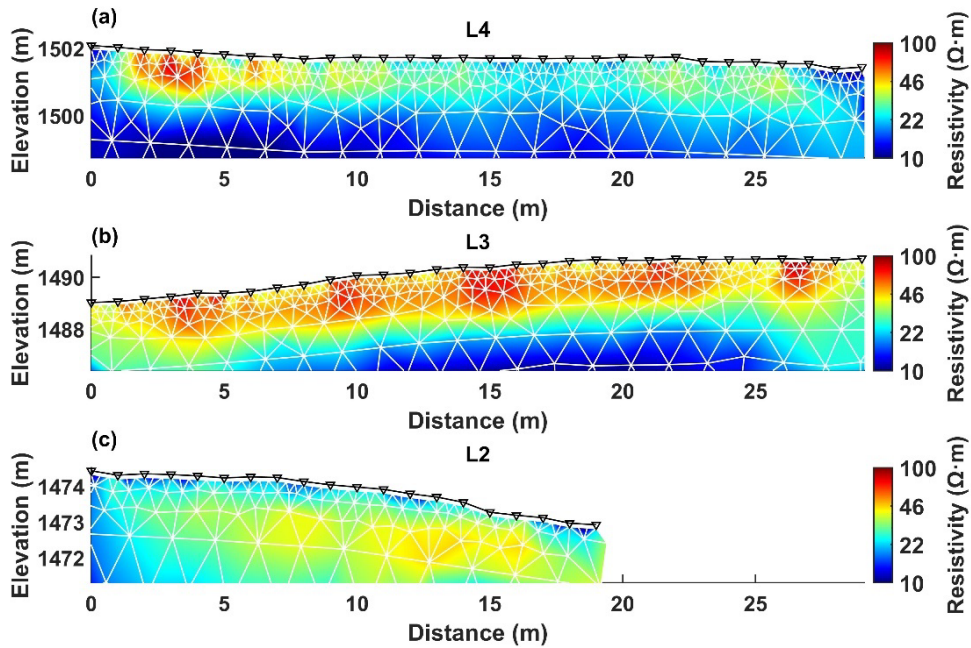 (a)
L4
1502
1500
Elevation (m)
0 5 10 15 20 25
Distance (m)
100
46
22
10
Resistivity (Ω·m)
(b)
L3
1490
1488
Elevation (m)
0 5 10 15 20 25
Distance (m)
100
46
22
10
Resistivity (Ω·m)
(c)
L2
1474
1473
1472
Elevation (m)
0 5 10 15 20 25
Distance (m)
100
46
22
10
Resistivity (Ω·m)